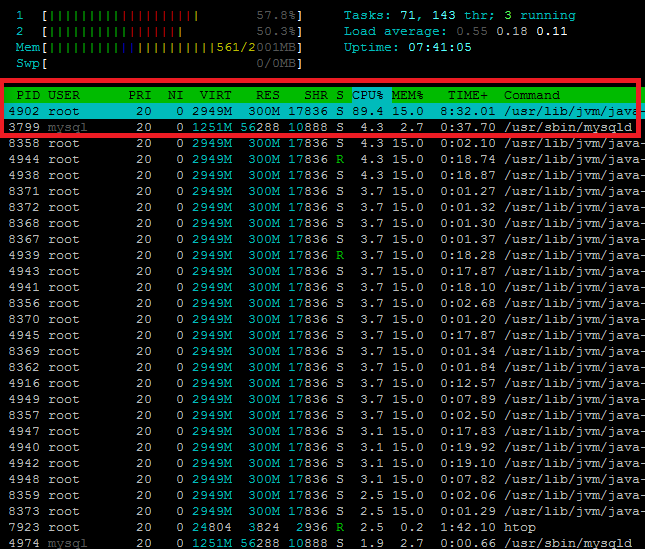 1 [||||||||||||||||||| 57.8%] Tasks: 71, 143 thr; 3 running
2 [||||||||||||||||| 50.3%] Load average: 0.55 0.18 0.11
Mem[|||||||||||||||||||||561/2001MB] Uptime: 07:41:05
Swp[ 0/0MB]
PID USER PRI NI VIRT RES SHR S CPU% MEM% TIME+ Command
4902 root 20 0 2949M 300M 17836 S 89.4 15.0 8:32.01 /usr/lib/jvm/java-
3799 mysql 20 0 1251M 56288 10888 S 4.3 2.7 0:37.70 /usr/sbin/mysqld
8358 root 20 0 2949M 300M 17836 S 4.3 15.0 0:02.10 /usr/lib/jvm/java-
4944 root 20 0 2949M 300M 17836 R 4.3 15.0 0:18.74 /usr/lib/jvm/java-
4938 root 20 0 2949M 300M 17836 S 4.3 15.0 0:18.87 /usr/lib/jvm/java-
8371 root 20 0 2949M 300M 17836 S 3.7 15.0 0:01.27 /usr/lib/jvm/java-
8372 root 20 0 2949M 300M 17836 S 3.7 15.0 0:01.32 /usr/lib/jvm/java-
8368 root 20 0 2949M 300M 17836 S 3.7 15.0 0:01.30 /usr/lib/jvm/java-
8367 root 20 0 2949M 300M 17836 S 3.7 15.0 0:01.37 /usr/lib/jvm/java-
4939 root 20 0 2949M 300M 17836 R 3.7 15.0 0:18.28 /usr/lib/jvm/java-
4943 root 20 0 2949M 300M 17836 S 3.7 15.0 0:17.87 /usr/lib/jvm/java-
4941 root 20 0 2949M 300M 17836 S 3.7 15.0 0:18.10 /usr/lib/jvm/java-
8356 root 20 0 2949M 300M 17836 S 3.7 15.0 0:02.68 /usr/lib/jvm/java-
8370 root 20 0 2949M 300M 17836 S 3.7 15.0 0:01.20 /usr/lib/jvm/java-
4945 root 20 0 2949M 300M 17836 S 3.7 15.0 0:17.87 /usr/lib/jvm/java-
8369 root 20 0 2949M 300M 17836 S 3.7 15.0 0:01.34 /usr/lib/jvm/java-
8362 root 20 0 2949M 300M 17836 S 3.7 15.0 0:01.84 /usr/lib/jvm/java-
4916 root 20 0 2949M 300M 17836 S 3.7 15.0 0:12.57 /usr/lib/jvm/java-
4949 root 20 0 2949M 300M 17836 S 3.7 15.0 0:07.89 /usr/lib/jvm/java-
8357 root 20 0 2949M 300M 17836 S 3.7 15.0 0:02.50 /usr/lib/jvm/java-
4947 root 20 0 2949M 300M 17836 S 3.1 15.0 0:17.83 /usr/lib/jvm/java-
4940 root 20 0 2949M 300M 17836 S 3.1 15.0 0:19.92 /usr/lib/jvm/java-
4942 root 20 0 2949M 300M 17836 S 3.1 15.0 0:19.10 /usr/lib/jvm/java-
4948 root 20 0 2949M 300M 17836 S 3.1 15.0 0:07.82 /usr/lib/jvm/java-
8359 root 20 0 2949M 300M 17836 S 2.5 15.0 0:02.06 /usr/lib/jvm/java-
8373 root 20 0 2949M 300M 17836 S 2.5 15.0 0:01.29 /usr/lib/jvm/java-
7923 root 20 0 24804 3824 2936 R 2.5 0.2 1:42.10 htop
4974 mysql 20 0 1251M 56288 10888 S 1.9 2.7 0:00.66 /usr/sbin/mysqld